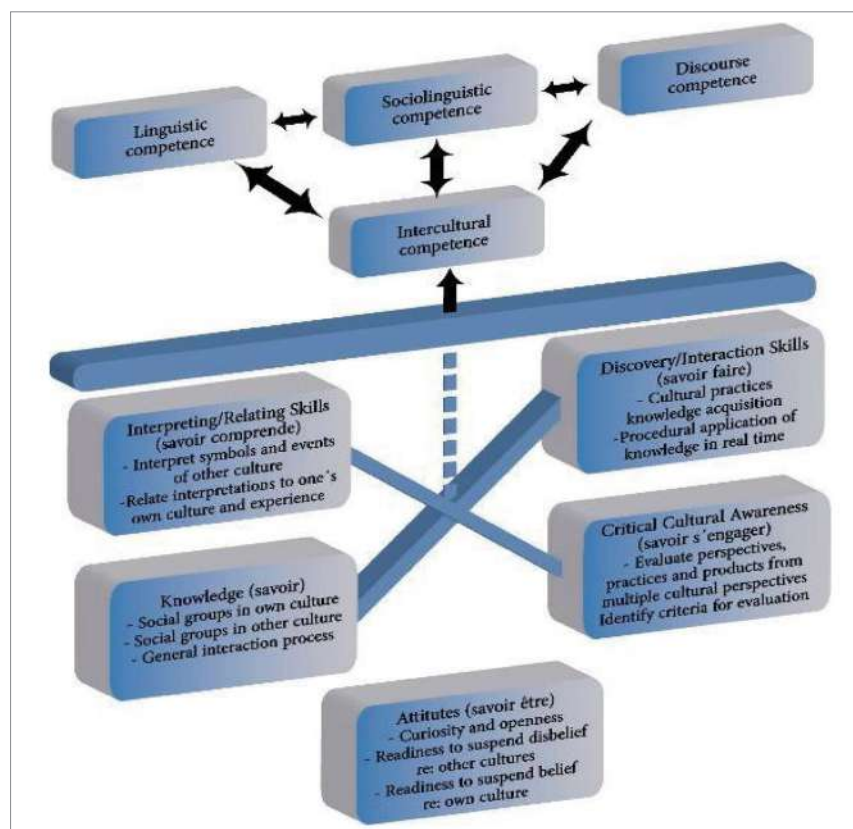 Linguistic
competence
Sociolinguistic
competence
Discourse
competence
Intercultural
competence
Interpreting/Relating Skills
(savoir comprende)
- Interpret symbols and events
of other culture
-Relate interpretations to one´s
own culture and experience
Discovery/Interaction Skills
(savoir faire)
- Cultural practices
knowledge acquisition
-Procedural application of
knowledge in real time
Knowledge (savoir)
- Social groups in own culture
- Social groups in other culture
- General interaction process
Critical Cultural Awareness
(savoir s´engager)
- Evaluate perspectives,
practices and products from
multiple cultural perspectives
Identify criteria for evaluation
Attitutes (savoir être)
- Curiosity and openness
- Readiness to suspend disbelief
re: other cultures
- Readiness to suspend belief
re: own culture